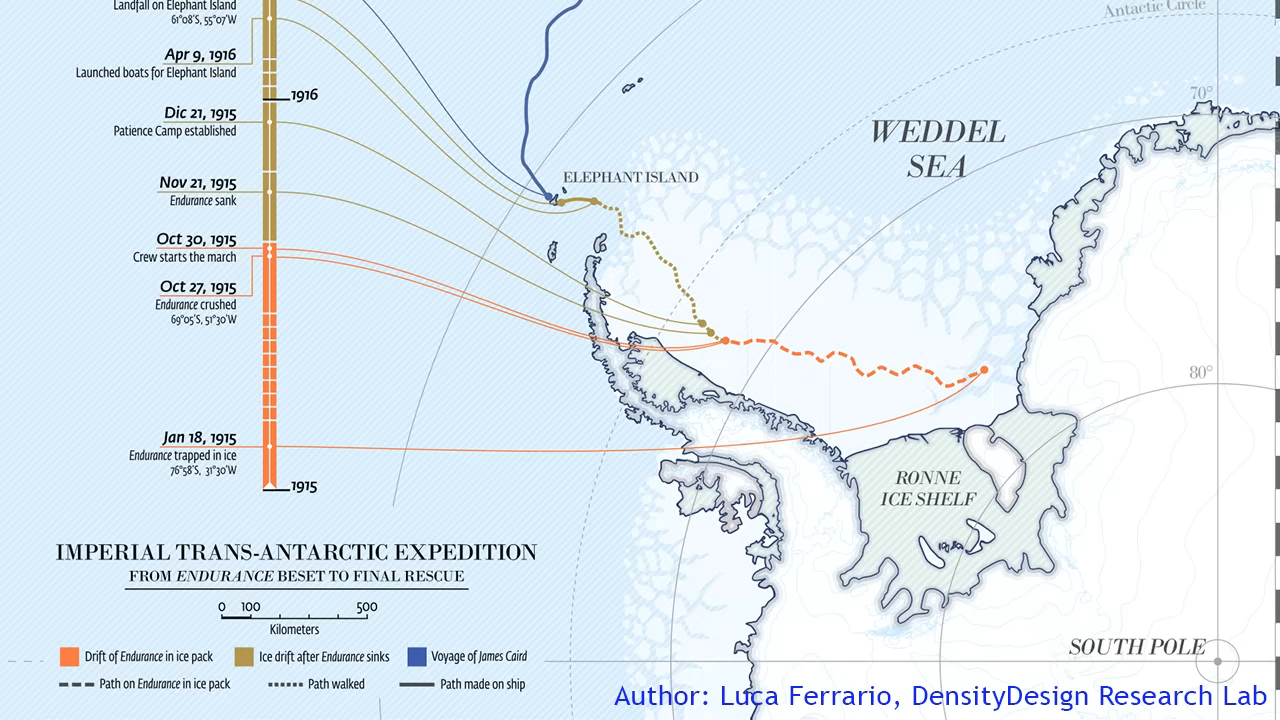 Landfall on Elephant Island
61°08'S, 55°07'W
Apr 9, 1916
Launched boats for Elephant Island
1916
Dic 21, 1915
Patience Camp established
Nov 21, 1915
Endurance sank
Oct 30, 1915
Crew starts the march
Oct 27, 1915
Endurance crushed
69°05'S, 51°30'W
Jan 18, 1915
Endurance trapped in ice
76°58'S, 31°30'W
1915
Antactic Circle
70°
WEDDEL
SEA
ELEPHANT ISLAND
80°
RONNE
ICE SHELF
SOUTH POLE
IMPERIAL TRANS-ANTARCTIC EXPEDITION
FROM ENDURANCE BESET TO FINAL RESCUE
0 100 500
Kilometers
Drift of Endurance in ice pack
Ice drift after Endurance sinks
Voyage of James Caird
Path on Endurance in ice pack
Path walked
Path made on ship
Author: Luca Ferrario, DensityDesign Research Lab